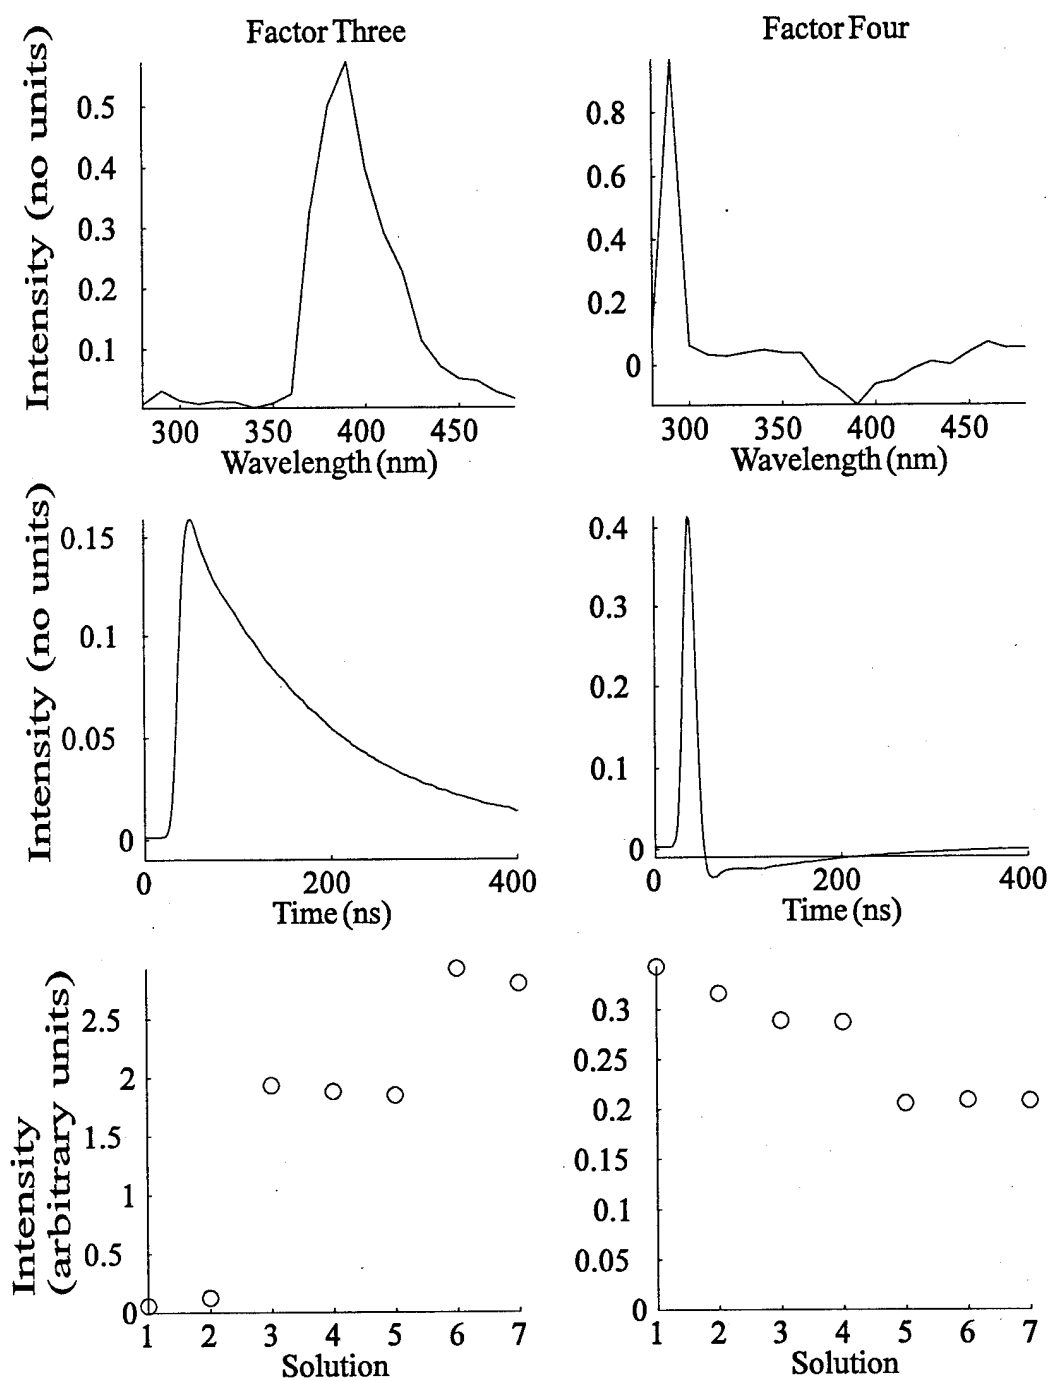 Factor Three
Factor Four
Intensity (no units)
0.5
0.4
0.3
0.2
0.1
300 350 400 450
Wavelength (nm)
0.8
0.6
0.4
0.2
0
300 350 400 450
Wavelength (nm)
Intensity (no units)
0.15
0.1
0.05
0
0 200 400
Time (ns)
0.4
0.3
0.2
0.1
0
0 200 400
Time (ns)
Intensity
(arbitrary units)
2.5
2
1.5
1
0.5
0
1 2 3 4 5 6 7
Solution
0.3
0.25
0.2
0.15
0.1
0.05
0
1 2 3 4 5 6 7
Solution